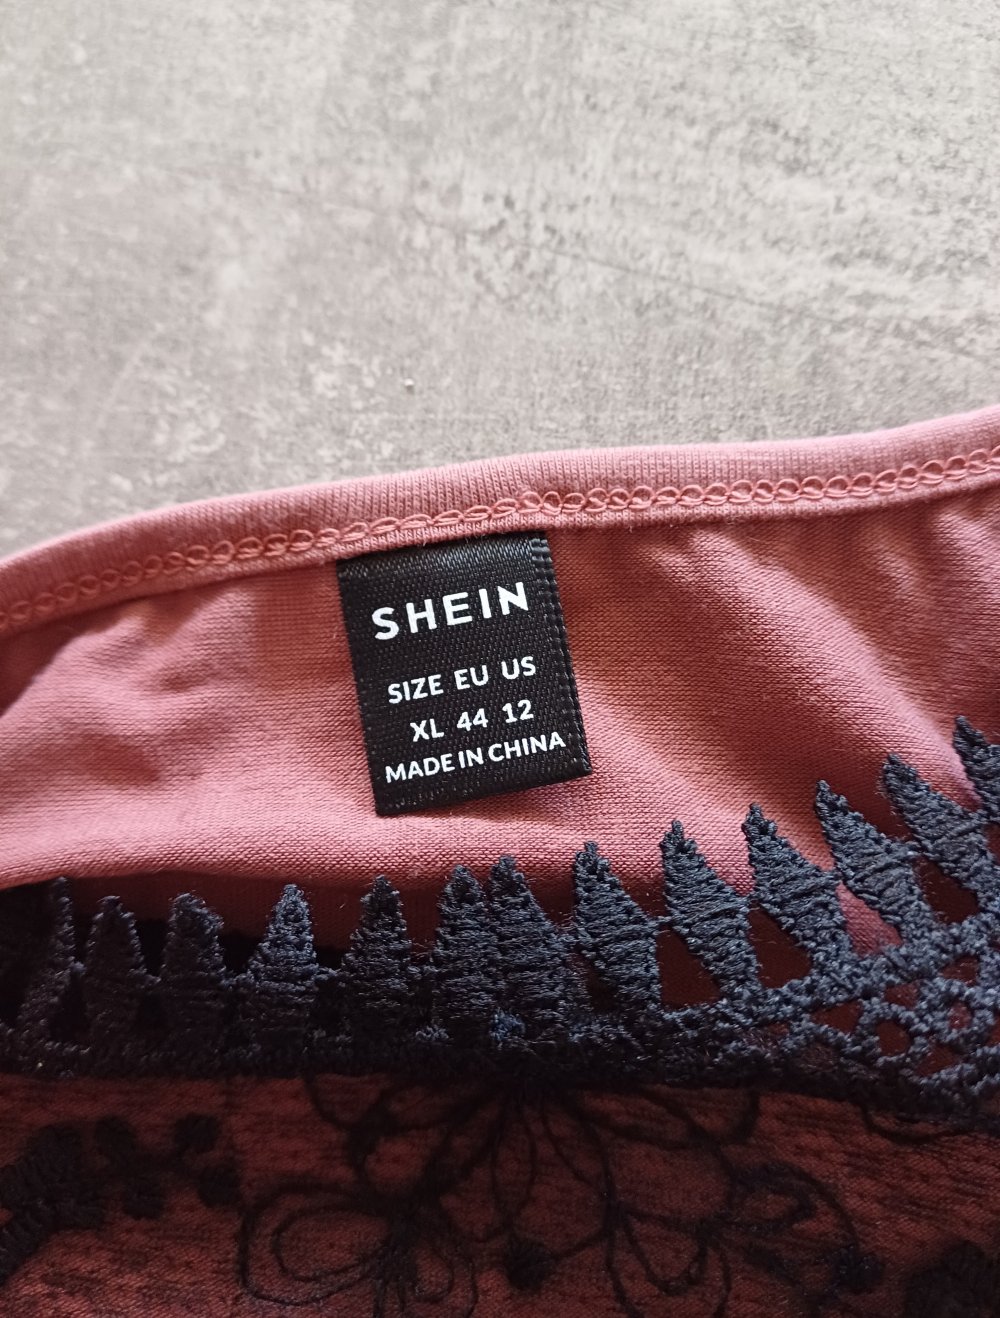 SHEIN
SIZE EU US
XL 44 12
MADE IN CHINA